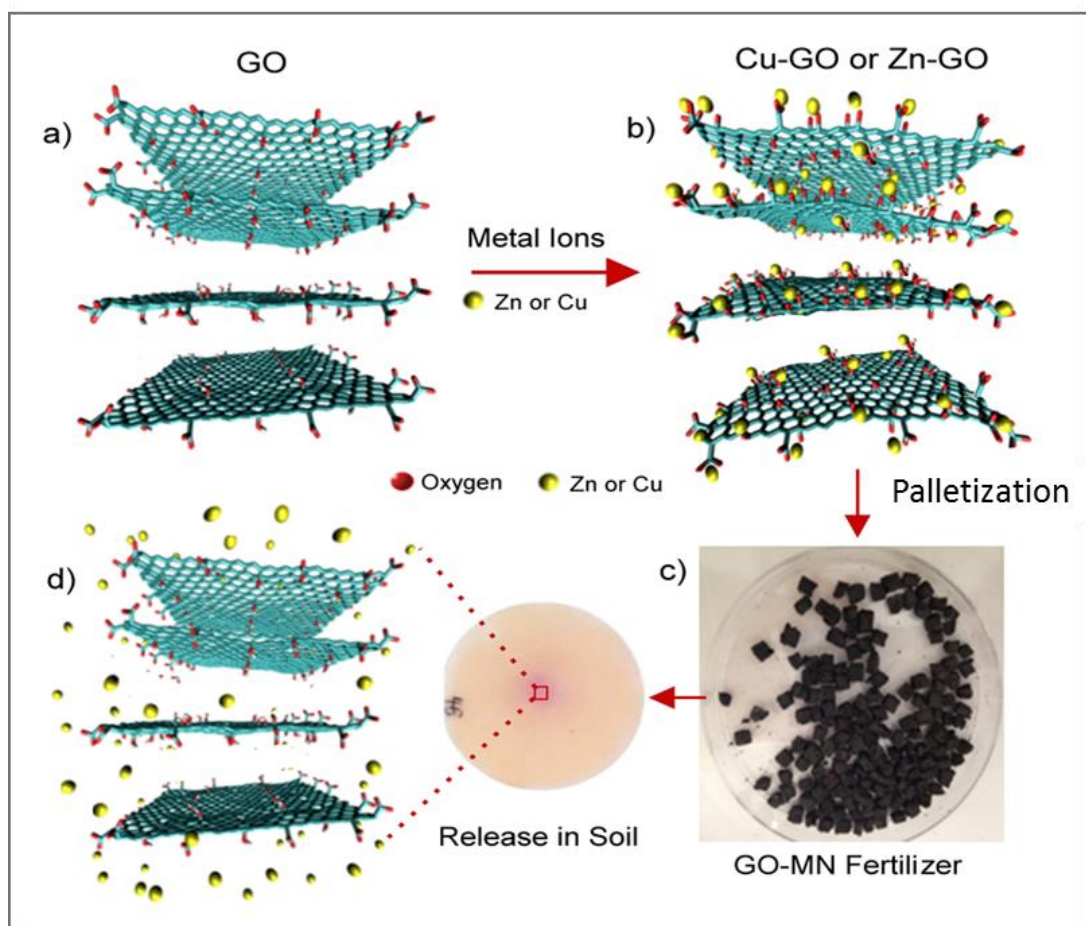 GO
Cu-GO or Zn-GO
a)
b)
Metal Ions
Zn or Cu
Oxygen
Zn or Cu
Palletization
d)
c)
Release in Soil
GO-MN Fertilizer